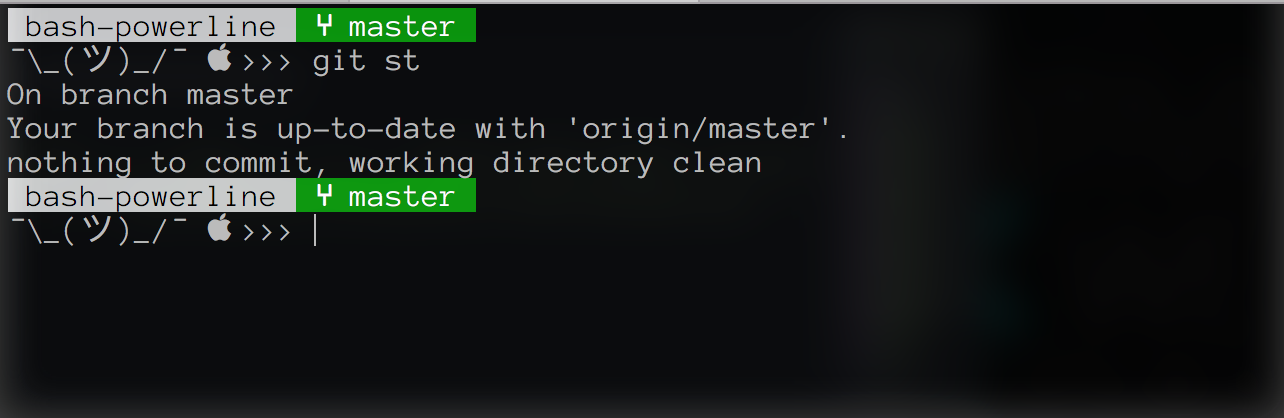 bash-powerline ⑂ master
¯\_(ツ)_/¯  >>> git st
On branch master
Your branch is up-to-date with 'origin/master'.
nothing to commit, working directory clean
bash-powerline ⑂ master
¯\_(ツ)_/¯  >>>